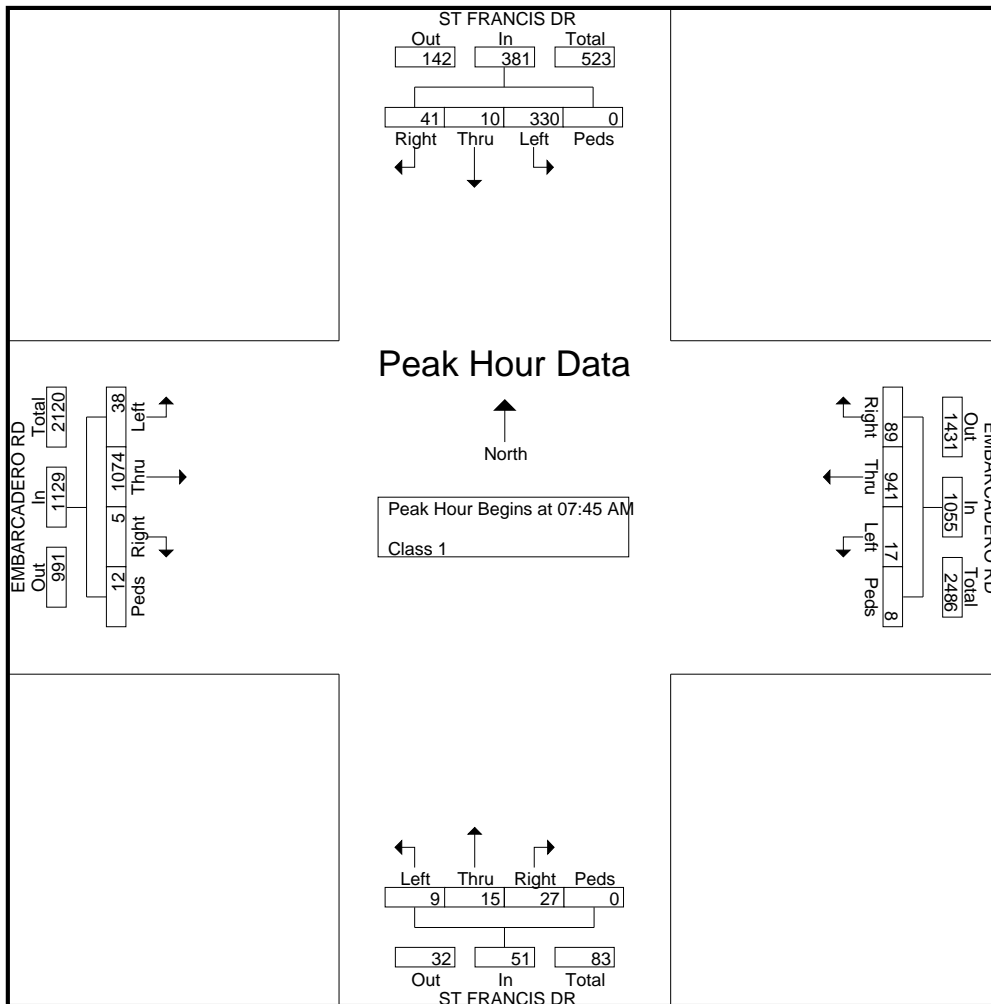 ST FRANCIS DR
Out In Total
142 381 523
41 10 330 0
Right Thru Left Peds
Peak Hour Data
North
Peak Hour Begins at 07:45 AM
Class 1
EMBARCADERO RD
Total In Out
2120 1129 991
38 1074 5 12
Left Thru Right Peds
EMBARCADERO RD
Out In Total
1431 1055 2486
89 941 17 8
Right Thru Left Peds
Left Thru Right Peds
9 15 27 0
32 51 83
Out In Total
ST FRANCIS DR